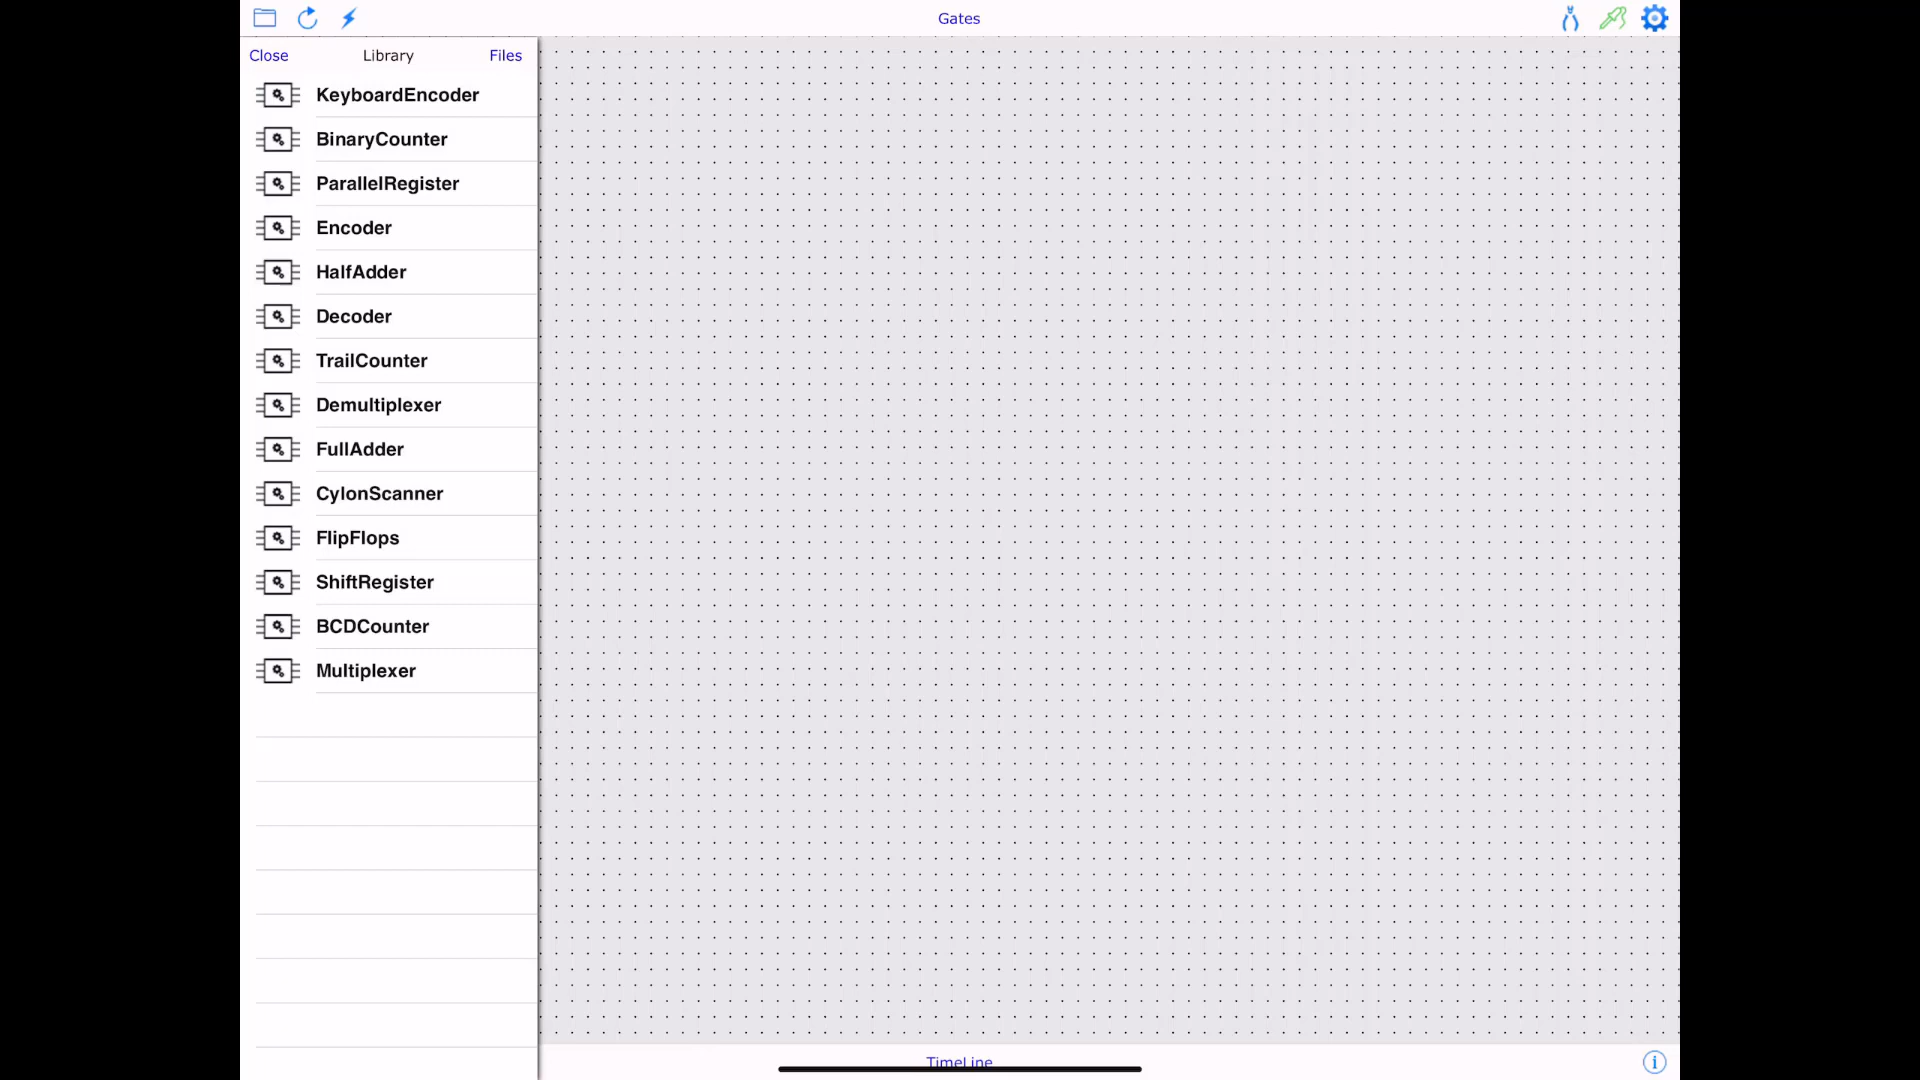 Gates
Close Library Files
KeyboardEncoder
BinaryCounter
ParallelRegister
Encoder
HalfAdder
Decoder
TrailCounter
Demultiplexer
FullAdder
CylonScanner
FlipFlops
ShiftRegister
BCDCounter
Multiplexer
TimeLine